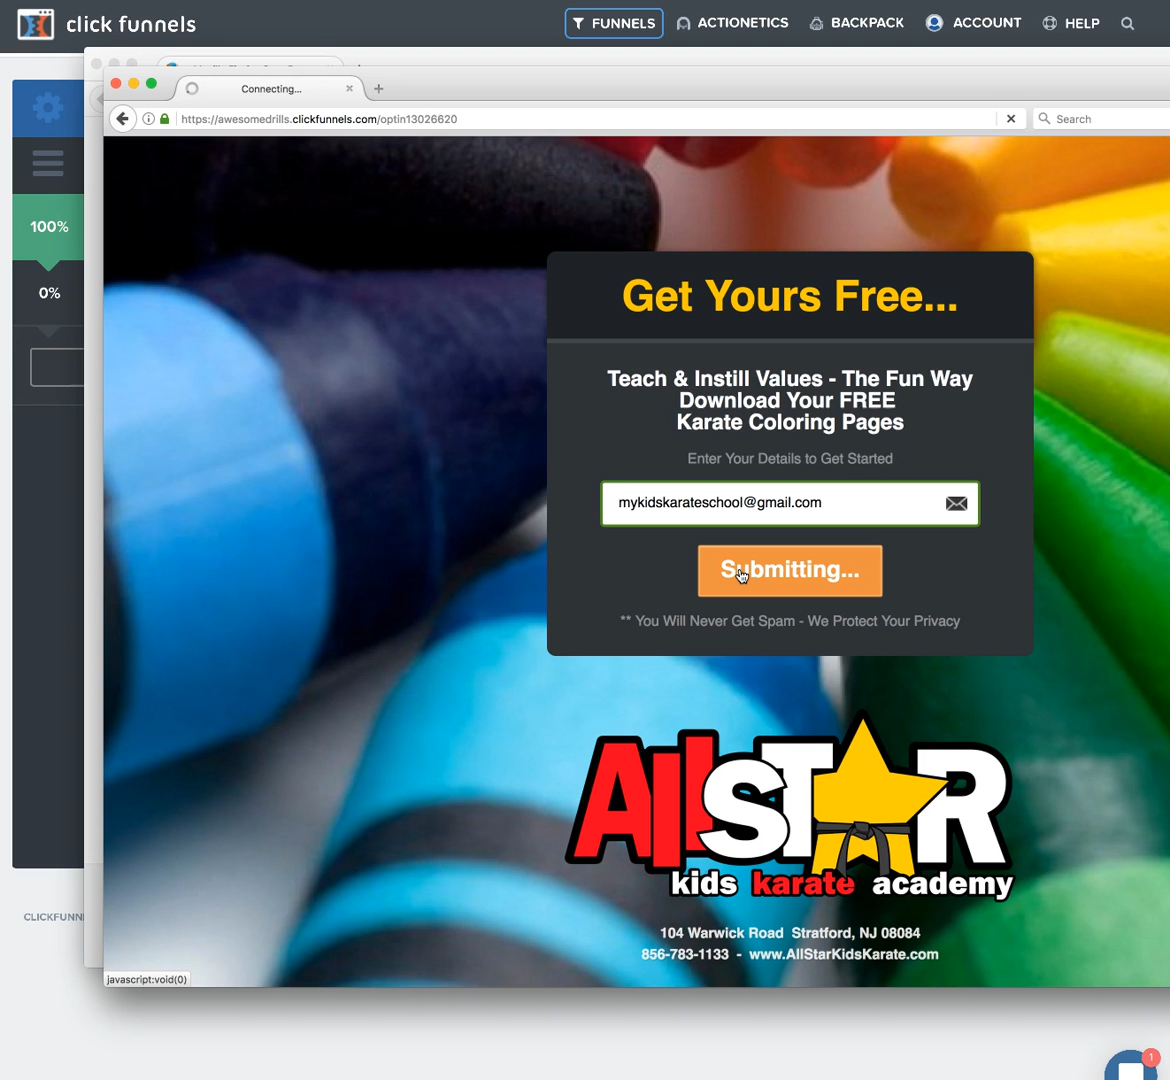 click funnels
FUNNELS
ACTIONETICS
BACKPACK
ACCOUNT
HELP
Connecting...
https://awesomedrills.clickfunnels.com/optin13026620
Search
100%
0%
Get Yours Free...
Teach & Instill Values - The Fun Way
Download Your FREE
Karate Coloring Pages
Enter Your Details to Get Started
mykidskarateschool@gmail.com
Submitting...
** You Will Never Get Spam - We Protect Your Privacy
AllSTAR
kids karate academy
104 Warwick Road Stratford, NJ 08084
856-783-1133 - www.AllStarKidsKarate.com
CLICKFUNN
javascript:void(0)
1